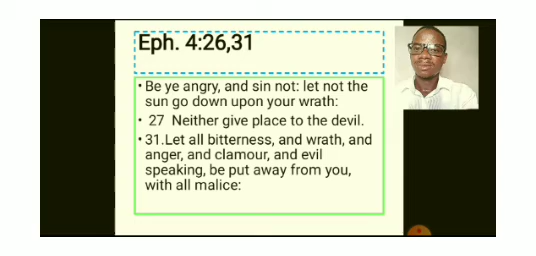 Eph. 4:26,31
• Be ye angry, and sin not: let not the
sun go down upon your wrath:
• 27 Neither give place to the devil.
• 31.Let all bitterness, and wrath, and
anger, and clamour, and evil
speaking, be put away from you,
with all malice: